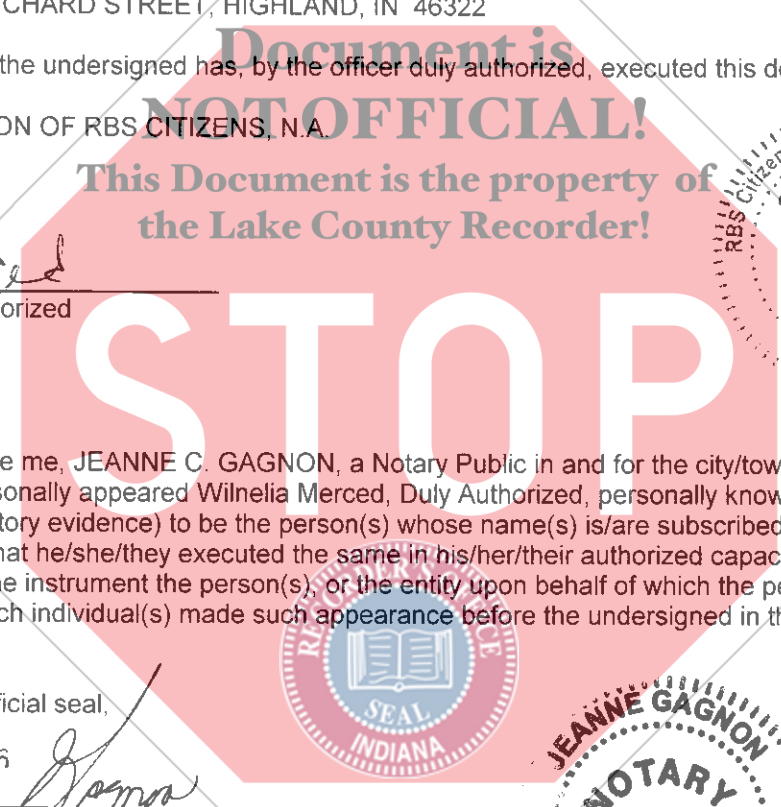 CHARD STREET, HIGHLAND, IN 46322
Document is
the undersigned has, by the officer duly authorized, executed this de
NOT OFFICIAL!
ON OF RBS CITIZENS, N.A.
This Document is the property of
the Lake County Recorder!
RBS Citizen
orized
STOP
e me, JEANNE C. GAGNON, a Notary Public in and for the city/tow
sonally appeared Wilnelia Merced, Duly Authorized, personally know
tory evidence) to be the person(s) whose name(s) is/are subscribed
hat he/she/they executed the same in his/her/their authorized capac
ne instrument the person(s), or the entity upon behalf of which the pe
ch individual(s) made such appearance before the undersigned in th
RECORDER'S OFFICE
SEAL
INDIANA
ficial seal,
JEANNE GAGNON
NOTARY